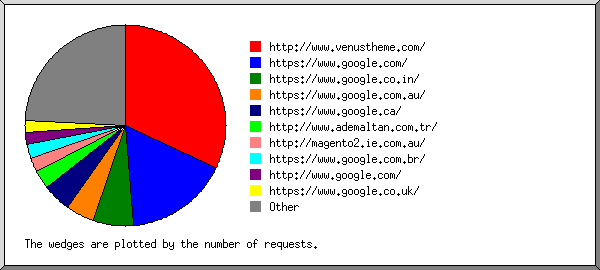 http://www.venustheme.com/
https://www.google.com/
https://www.google.co.in/
https://www.google.com.au/
https://www.google.ca/
http://www.ademaltan.com.tr/
http://magento2.ie.com.au/
https://www.google.com.br/
http://www.google.com/
https://www.google.co.uk/
Other
The wedges are plotted by the number of requests.